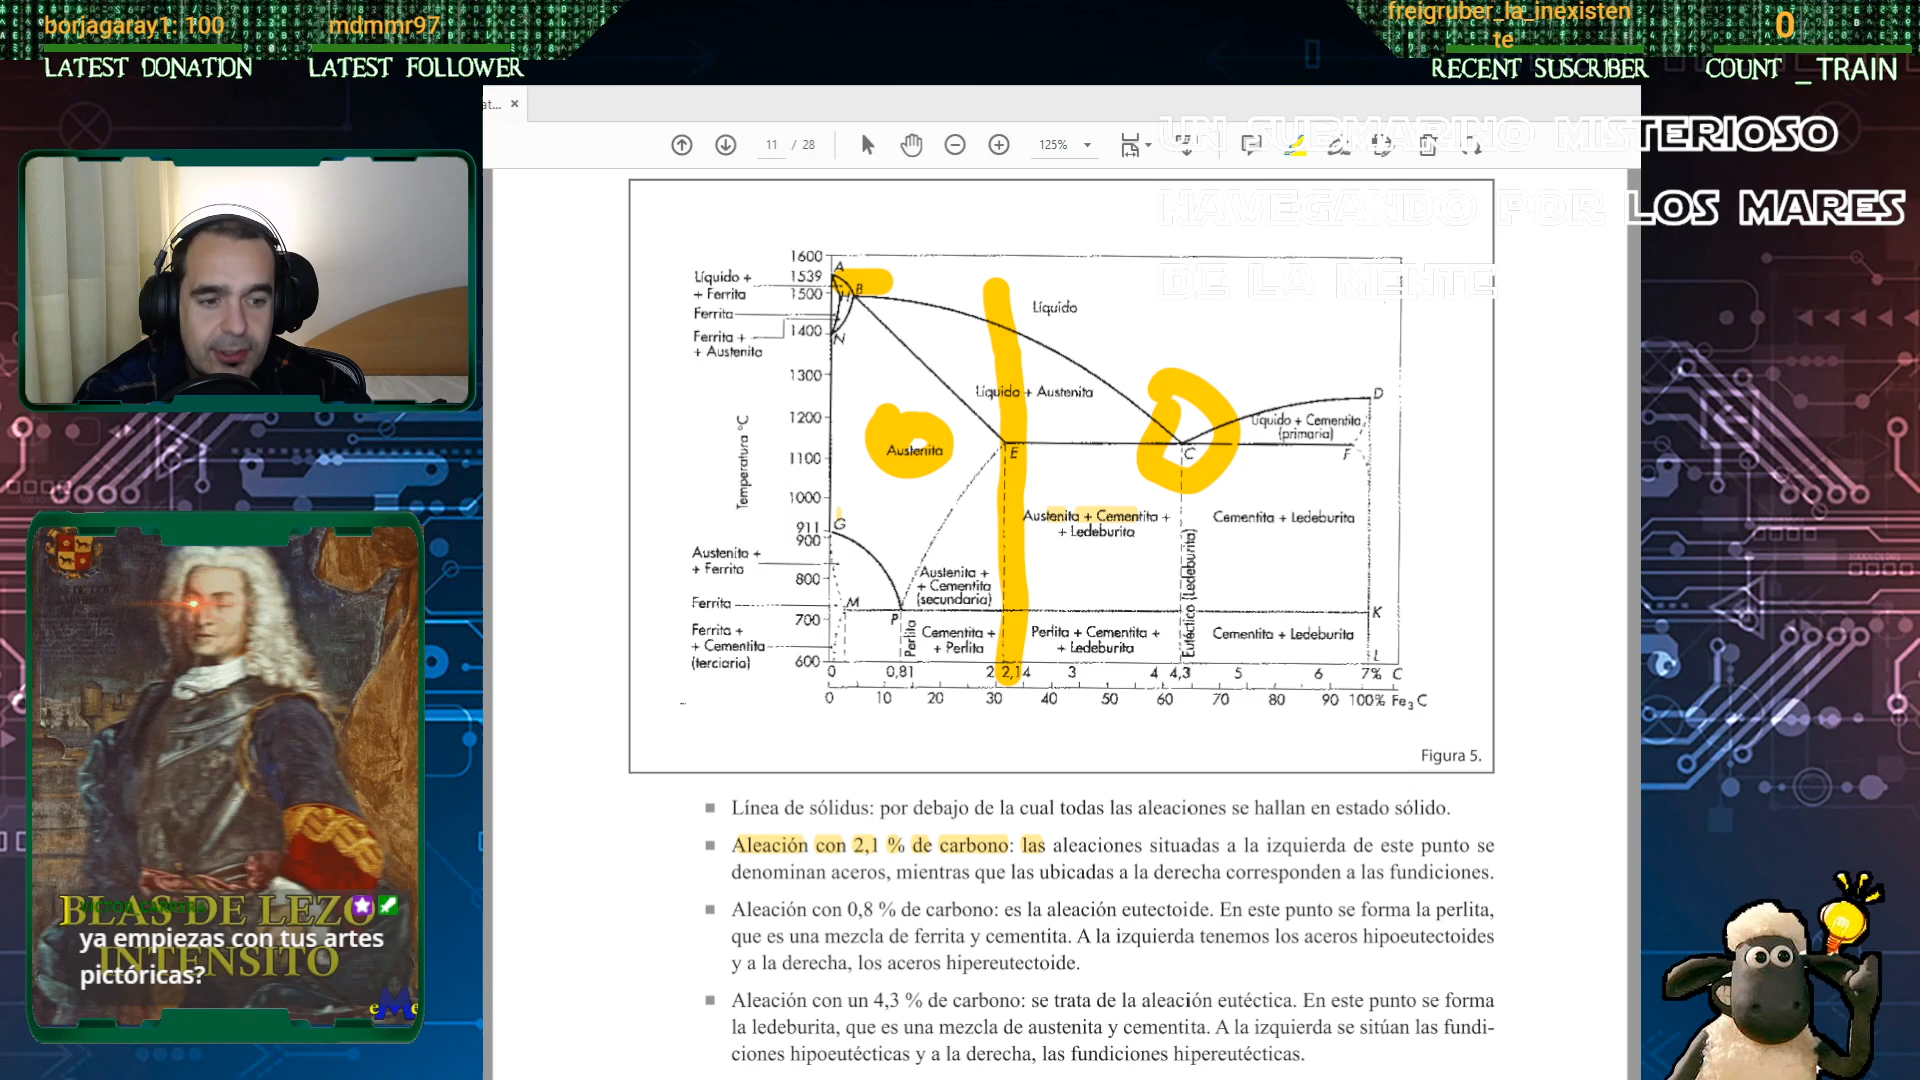 borjagaray1: 100
mdmmr97
LATEST DONATION
LATEST FOLLOWER
freigruber_la_inexisten
te
0
RECENT SUSCRIBER
COUNT _TRAIN
at...
11 / 28
125%
UN SUBMARINO MISTERIOSO
NAVEGANDO POR LOS MARES
DE LA MENTE
1600
1539
1500
1400
1300
1200
1100
1000
911
900
800
700
600
Temperatura °C
Líquido +
+ Ferrita
Ferrita
Ferrita +
+ Austenita
Austenita +
+ Ferrita
Ferrita
Ferrita +
+ Cementita
(terciaria)
A
H
B
N
Líquido
Líquido + Austenita
D
Líquido + Cementita
(primaria)
Austenita
E
C
F
G
Austenita + Cementita +
+ Ledeburita
Cementita + Ledeburita
Austenita +
+ Cementita
(secundaria)
M
P
K
Perlita
Cementita +
+ Perlita
Perlita + Cementita +
+ Ledeburita
Eutéctico (Ledeburita)
Cementita + Ledeburita
L
0 0,81 2 2,14 3 4 4,3 5 6 7% C
0 10 20 30 40 50 60 70 80 90 100% Fe3C
Figura 5.
Línea de sólidus: por debajo de la cual todas las aleaciones se hallan en estado sólido.
Aleación con 2,1 % de carbono: las aleaciones situadas a la izquierda de este punto se
denominan aceros, mientras que las ubicadas a la derecha corresponden a las fundiciones.
Aleación con 0,8 % de carbono: es la aleación eutectoide. En este punto se forma la perlita,
que es una mezcla de ferrita y cementita. A la izquierda tenemos los aceros hipoeutectoides
y a la derecha, los aceros hipereutectoide.
Aleación con un 4,3 % de carbono: se trata de la aleación eutéctica. En este punto se forma
la ledeburita, que es una mezcla de austenita y cementita. A la izquierda se sitúan las fundi-
ciones hipoeutécticas y a la derecha, las fundiciones hipereutécticas.
BLAS DE LEZO
INTENSITO
ya empiezas con tus artes
pictóricas?